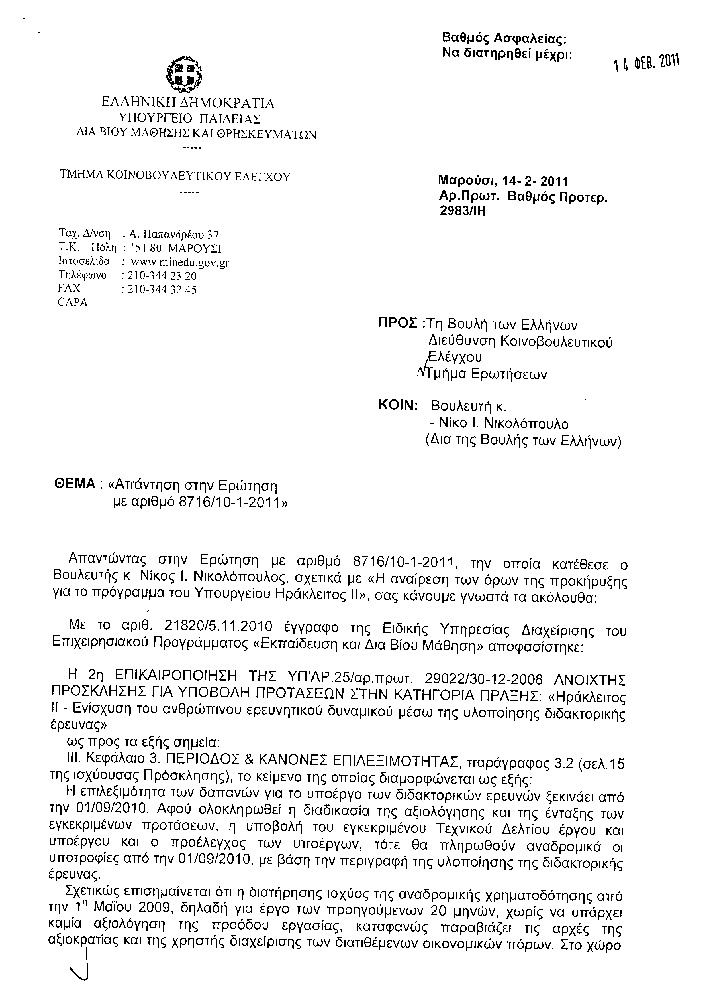 Βαθμός Ασφαλείας:
Να διατηρηθεί μέχρι:
14 ΦΕΒ. 2011
ΕΛΛΗΝΙΚΗ ΔΗΜΟΚΡΑΤΙΑ
ΥΠΟΥΡΓΕΙΟ ΠΑΙΔΕΙΑΣ
ΔΙΑ ΒΙΟΥ ΜΑΘΗΣΗΣ ΚΑΙ ΘΡΗΣΚΕΥΜΑΤΩΝ
-----
ΤΜΗΜΑ ΚΟΙΝΟΒΟΥΛΕΥΤΙΚΟΥ ΕΛΕΓΧΟΥ
-----
Μαρούσι, 14- 2- 2011
Αρ.Πρωτ. Βαθμός Προτερ.
2983/ΙΗ
Ταχ. Δ/νση : Α. Παπανδρέου 37
Τ.Κ. – Πόλη : 151 80 ΜΑΡΟΥΣΙ
Ιστοσελίδα : www.minedu.gov.gr
Τηλέφωνο : 210-344 23 20
FAX : 210-344 32 45
CAPA
ΠΡΟΣ :Τη Βουλή των Ελλήνων
Διεύθυνση Κοινοβουλευτικού
Ελέγχου
Τμήμα Ερωτήσεων
ΚΟΙΝ: Βουλευτή κ.
- Νίκο Ι. Νικολόπουλο
(Δια της Βουλής των Ελλήνων)
ΘΕΜΑ : «Απάντηση στην Ερώτηση
με αριθμό 8716/10-1-2011»
Απαντώντας στην Ερώτηση με αριθμό 8716/10-1-2011, την οποία κατέθεσε ο
Βουλευτής κ. Νίκος Ι. Νικολόπουλος, σχετικά με «Η αναίρεση των όρων της προκήρυξης
για το πρόγραμμα του Υπουργείου Ηράκλειτος ΙΙ», σας κάνουμε γνωστά τα ακόλουθα:
Με το αριθ. 21820/5.11.2010 έγγραφο της Ειδικής Υπηρεσίας Διαχείρισης του
Επιχειρησιακού Προγράμματος «Εκπαίδευση και Δια Βίου Μάθηση» αποφασίστηκε:
Η 2η ΕΠΙΚΑΙΡΟΠΟΙΗΣΗ ΤΗΣ ΥΠ'ΑΡ.25/αρ.πρωτ. 29022/30-12-2008 ΑΝΟΙΧΤΗΣ
ΠΡΟΣΚΛΗΣΗΣ ΓΙΑ ΥΠΟΒΟΛΗ ΠΡΟΤΑΣΕΩΝ ΣΤΗΝ ΚΑΤΗΓΟΡΙΑ ΠΡΑΞΗΣ: «Ηράκλειτος
ΙΙ - Ενίσχυση του ανθρώπινου ερευνητικού δυναμικού μέσω της υλοποίησης διδακτορικής
έρευνας»
ως προς τα εξής σημεία:
ΙΙΙ. Κεφάλαιο 3. ΠΕΡΙΟΔΟΣ & ΚΑΝΟΝΕΣ ΕΠΙΛΕΞΙΜΟΤΗΤΑΣ, παράγραφος 3.2 (σελ.15
της ισχύουσας Πρόσκλησης), το κείμενο της οποίας διαμορφώνεται ως εξής:
Η επιλεξιμότητα των δαπανών για το υποέργο των διδακτορικών ερευνών ξεκινάει από
την 01/09/2010. Αφού ολοκληρωθεί η διαδικασία της αξιολόγησης και της ένταξης των
εγκεκριμένων προτάσεων, η υποβολή του εγκεκριμένου Τεχνικού Δελτίου έργου και
υποέργου και ο προέλεγχος των υποέργων, τότε θα πληρωθούν αναδρομικά οι
υποτροφίες από την 01/09/2010, με βάση την περιγραφή της υλοποίησης της διδακτορικής
έρευνας.
Σχετικώς επισημαίνεται ότι η διατήρησης ισχύος της αναδρομικής χρηματοδότησης από
την 1η Μαΐου 2009, δηλαδή για έργο των προηγούμενων 20 μηνών, χωρίς να υπάρχει
καμία αξιολόγηση της προόδου εργασίας, καταφανώς παραβιάζει τις αρχές της
αξιοκρατίας και της χρηστής διαχείρισης των διατιθέμενων οικονομικών πόρων. Στο χώρο